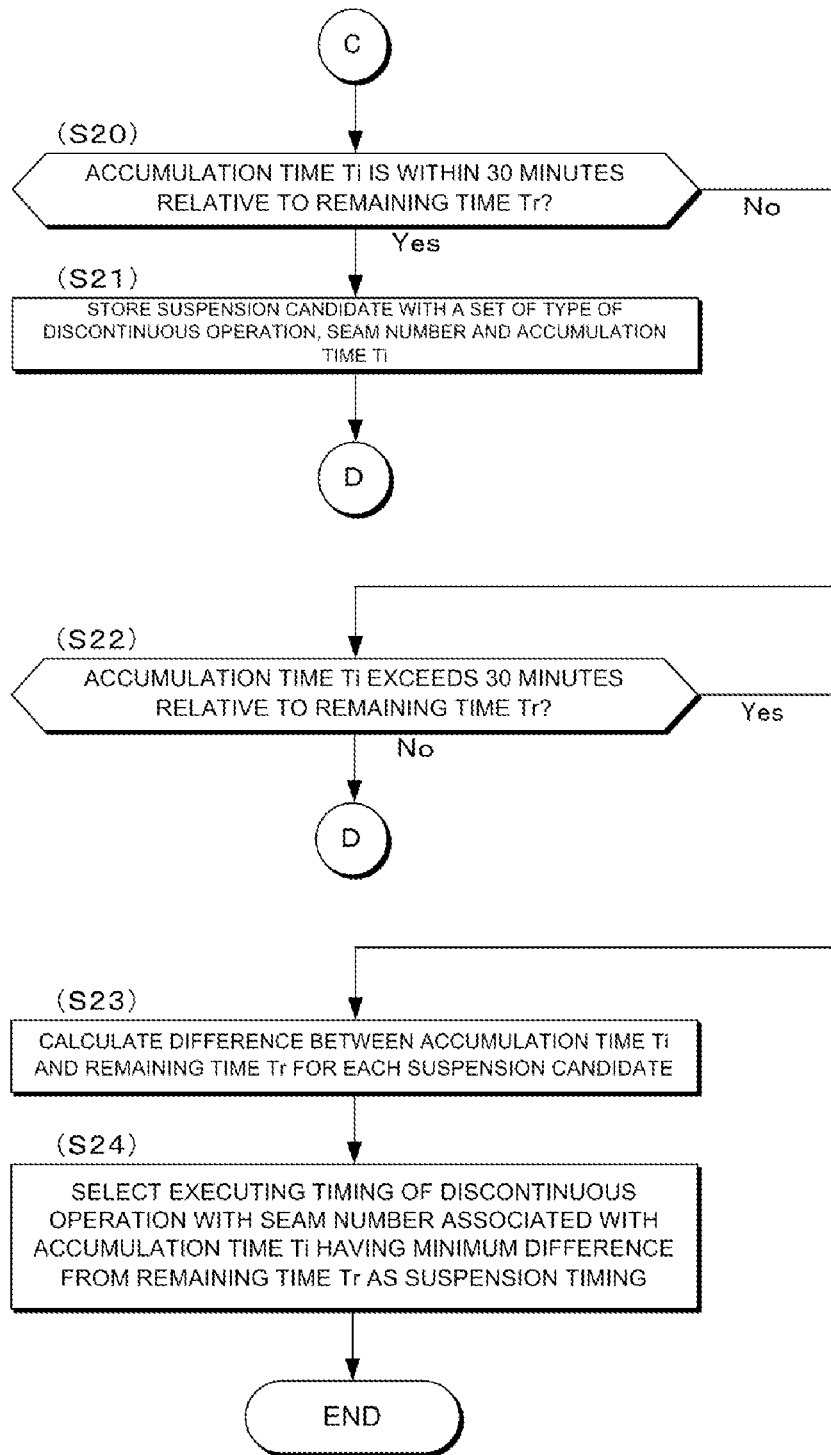 C
(S20)
ACCUMULATION TIME Ti IS WITHIN 30 MINUTES
RELATIVE TO REMAINING TIME Tr?
No
Yes
(S21)
STORE SUSPENSION CANDIDATE WITH A SET OF TYPE OF
DISCONTINUOUS OPERATION, SEAM NUMBER AND ACCUMULATION
TIME Ti
D
(S22)
ACCUMULATION TIME Ti EXCEEDS 30 MINUTES
RELATIVE TO REMAINING TIME Tr?
Yes
No
D
(S23)
CALCULATE DIFFERENCE BETWEEN ACCUMULATION TIME Ti
AND REMAINING TIME Tr FOR EACH SUSPENSION CANDIDATE
(S24)
SELECT EXECUTING TIMING OF DISCONTINUOUS
OPERATION WITH SEAM NUMBER ASSOCIATED WITH
ACCUMULATION TIME Ti HAVING MINIMUM DIFFERENCE
FROM REMAINING TIME Tr AS SUSPENSION TIMING
END